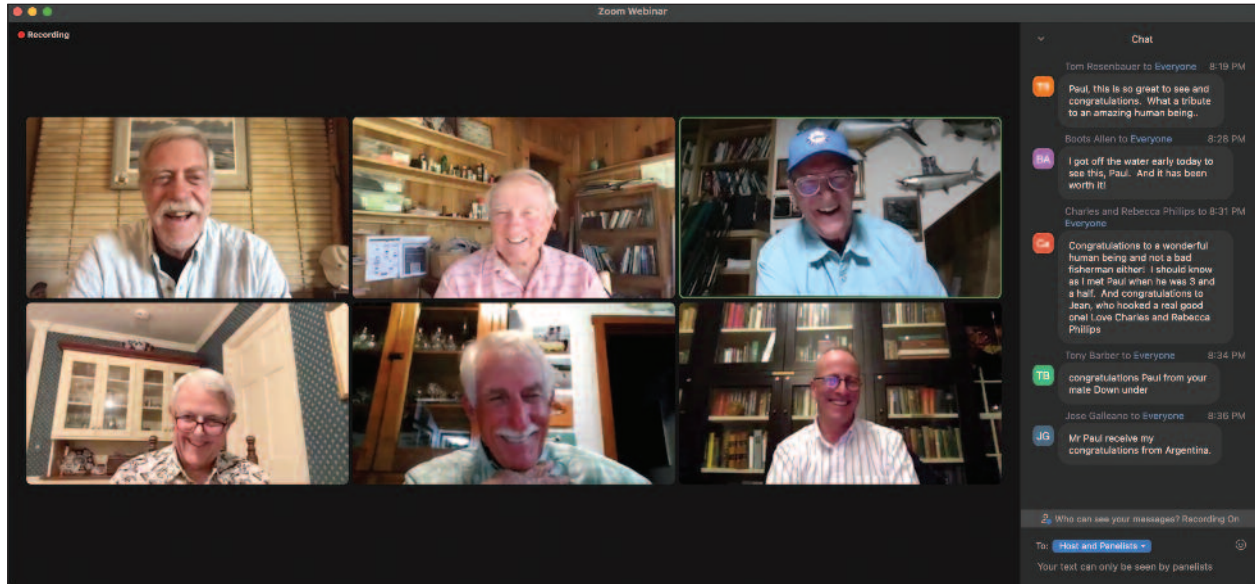 Zoom Webinar
Recording
Chat
Tom Rosenbauer to Everyone 8:19 PM
TR
Paul, this is so great to see and
congratulations. What a tribute
to an amazing human being..
Boots Allen to Everyone 8:28 PM
BA
I got off the water early today to
see this, Paul. And it has been
worth it!
Charles and Rebecca Phillips to 8:31 PM
Everyone
Ca
Congratulations to a wonderful
human being and not a bad
fisherman either! I should know
as I met Paul when he was 3 and
a half. And congratulations to
Jean, who hooked a real good
one! Love Charles and Rebecca
Phillips
Tony Barber to Everyone 8:34 PM
TB
congratulations Paul from your
mate Down under
Jose Galleano to Everyone 8:36 PM
JG
Mr Paul receive my
congratulations from Argentina.
Who can see your messages? Recording On
To: Host and Panelists
Your text can only be seen by panelists